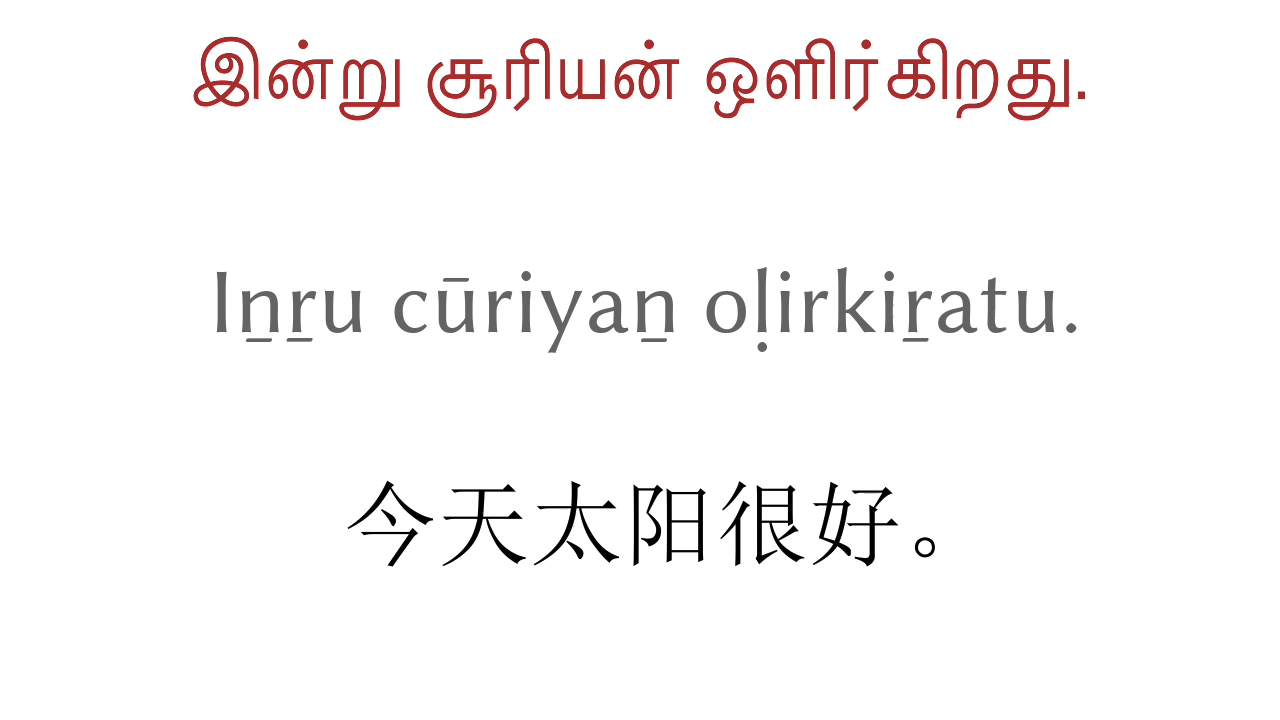 இன்று சூரியன் ஒளிர்கிறது.
Iṉṟu cūriyaṉ oḷirkiṟatu.
今天太阳很好。